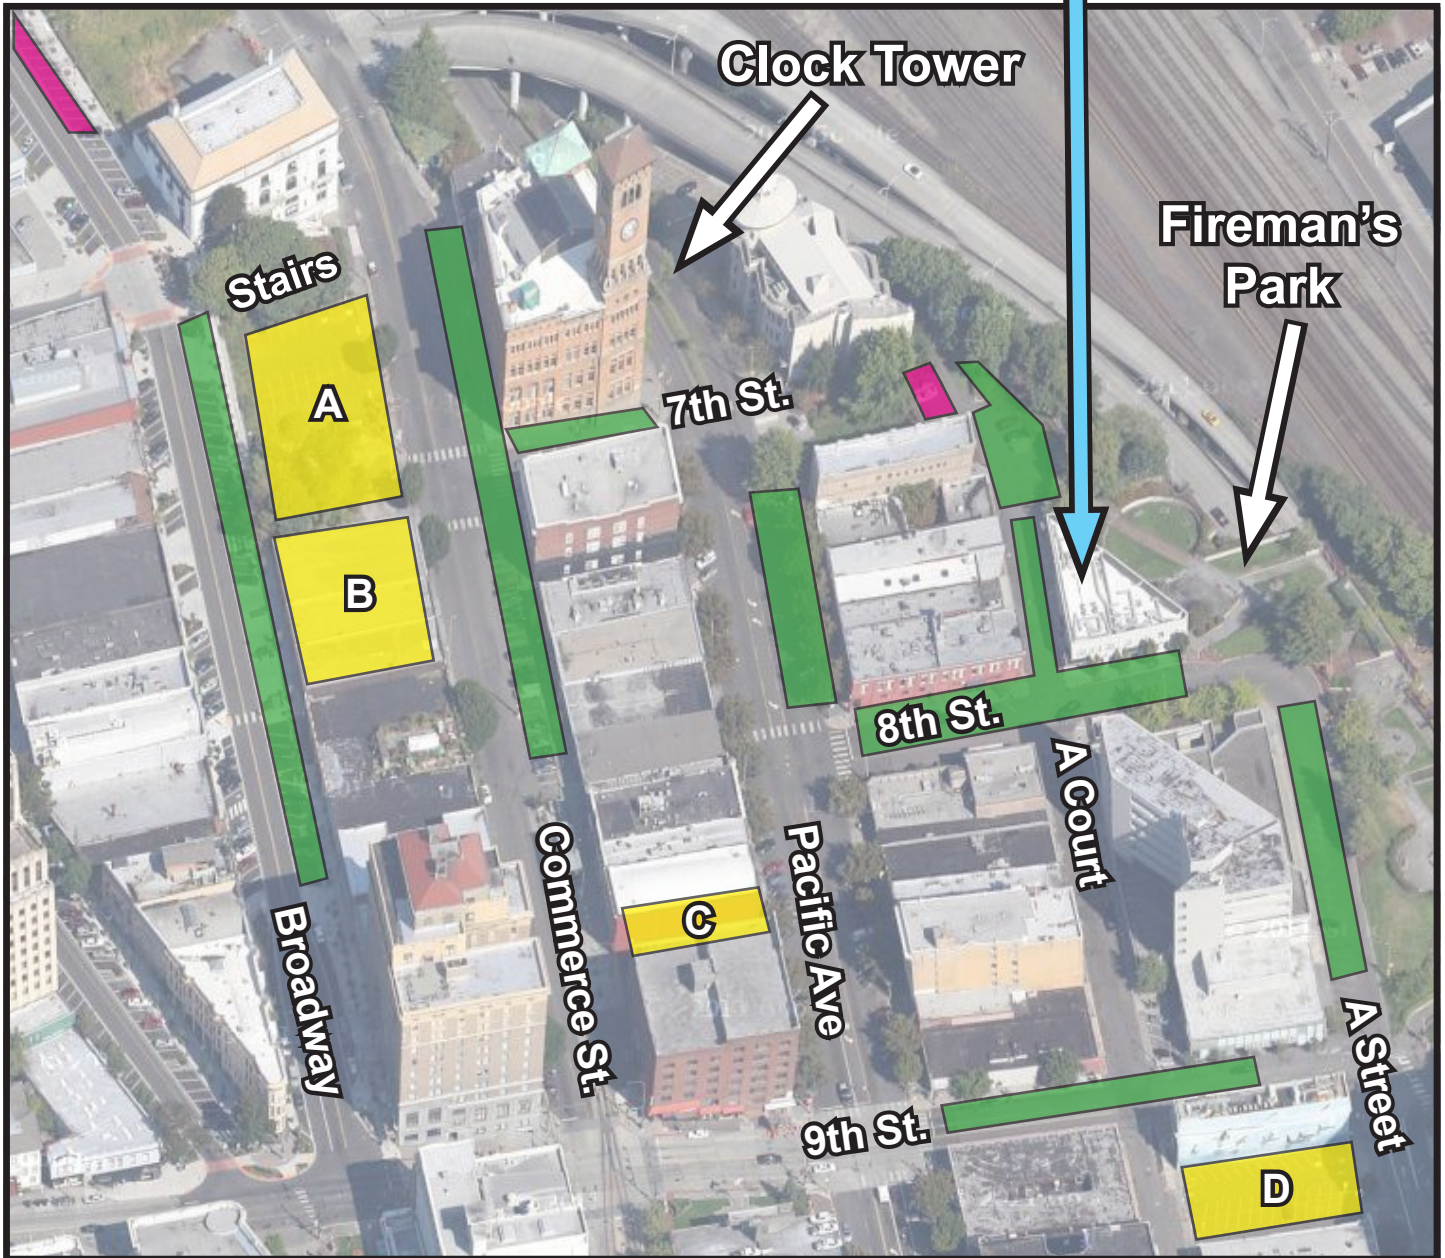 Clock Tower
Fireman's
Park
Stairs
A
7th St.
B
8th St.
A Court
Commerce St.
Pacific Ave
C
Broadway
A Street
9th St.
D